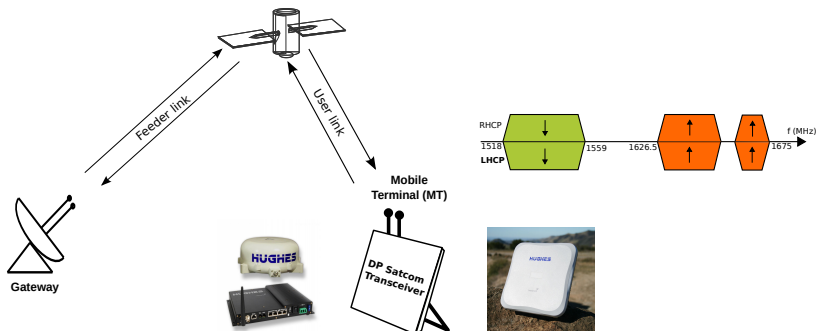 Feeder link
User link
Mobile
Terminal (MT)
DP Satcom
Transceiver
Gateway
HUGHES
HUGHES
RHCP
LHCP
1518
1559
1626.5
1675
f (MHz)